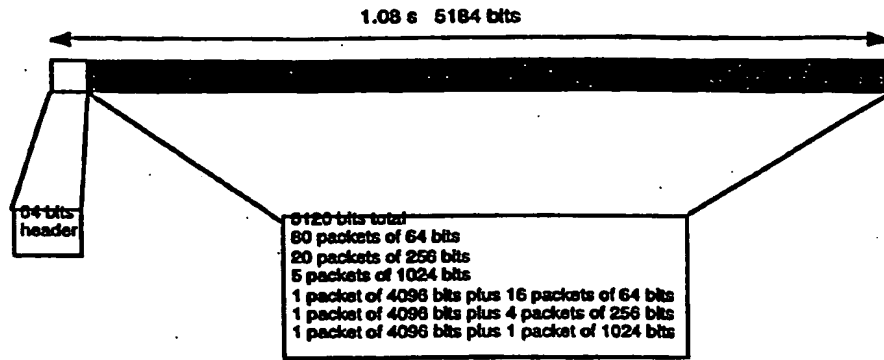 1.08 s 5184 bits
64 bits
header
5120 bits total
80 packets of 64 bits
20 packets of 256 bits
5 packets of 1024 bits
1 packet of 4096 bits plus 16 packets of 64 bits
1 packet of 4096 bits plus 4 packets of 256 bits
1 packet of 4096 bits plus 1 packet of 1024 bits